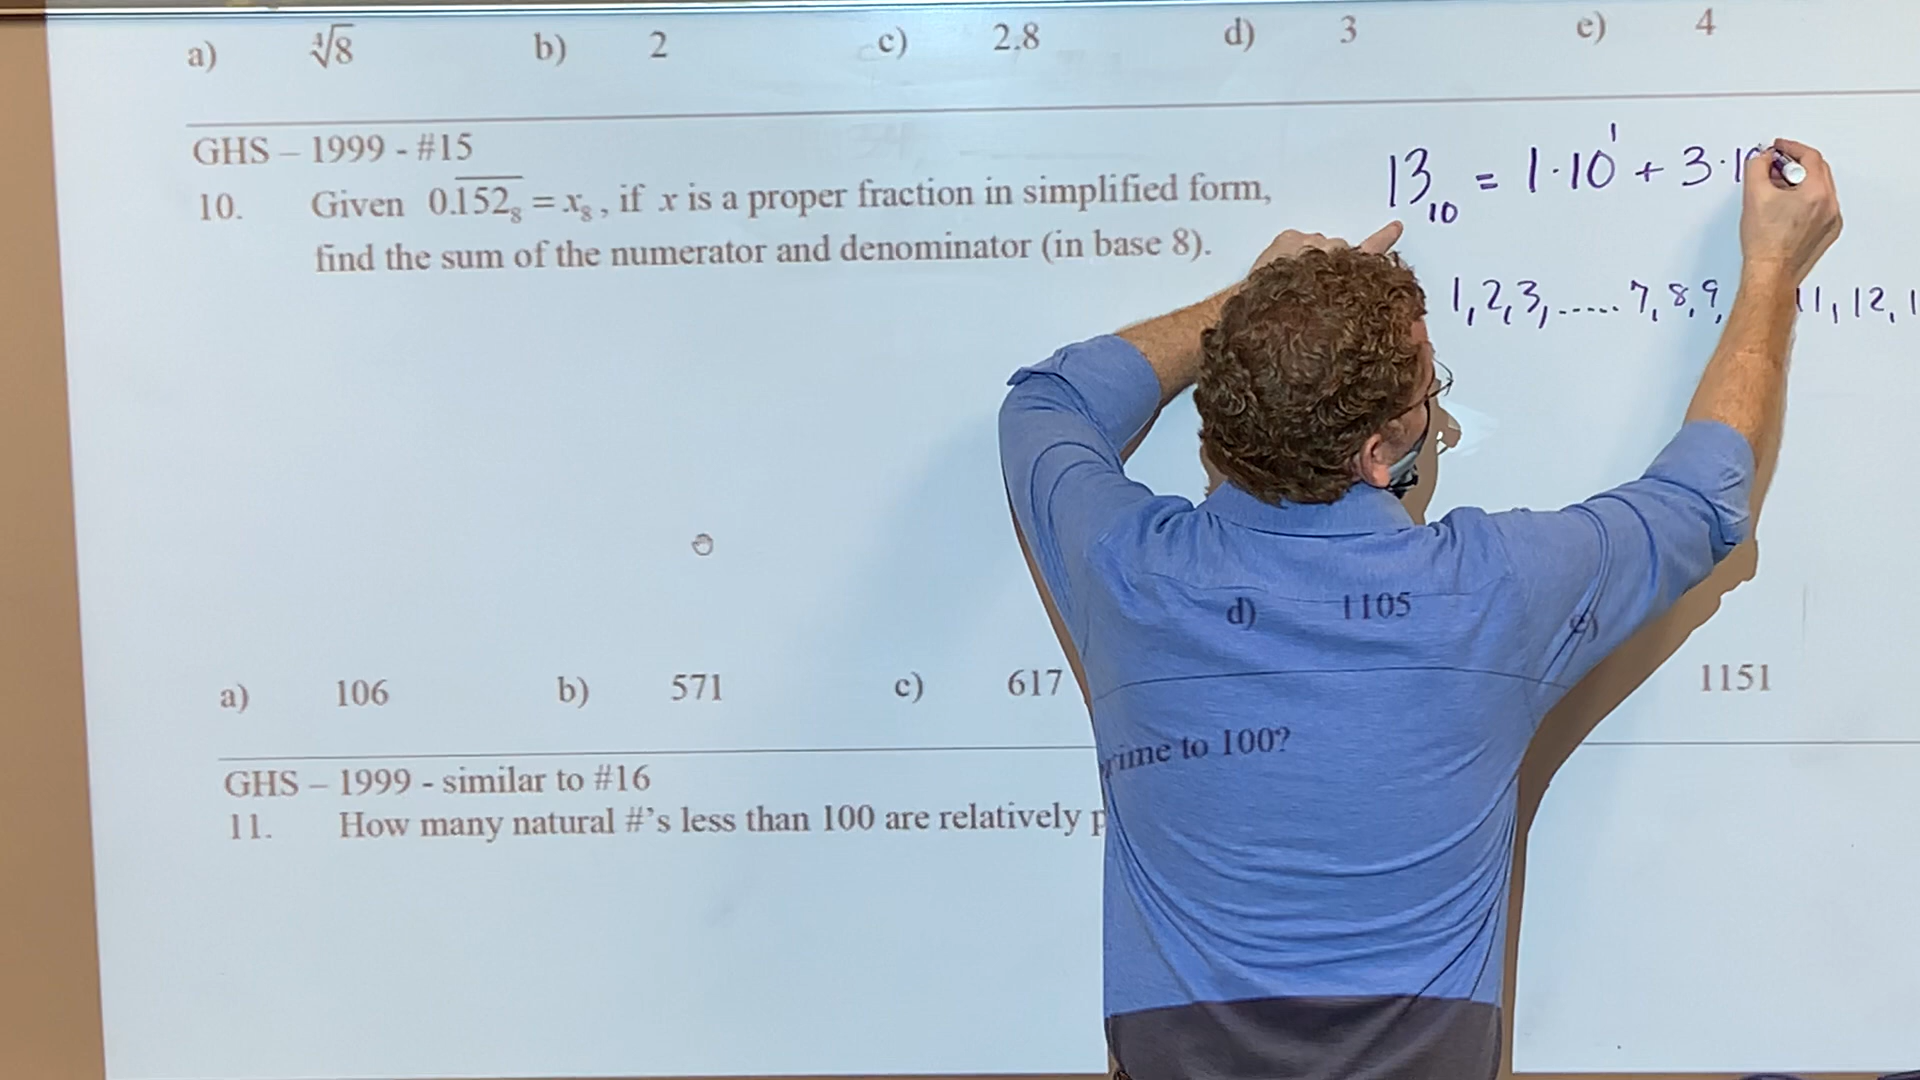 a) ∜8 b) 2 c) 2.8 d) 3 e) 4
GHS – 1999 - #15
10. Given 0.1̅5̅2̅₈ = x₈, if x is a proper fraction in simplified form,
find the sum of the numerator and denominator (in base 8).
13₁₀ = 1·10¹ + 3·1
1, 2, 3, ..... 7, 8, 9, 11, 12, 1
a) 106 b) 571 c) 617 d) 1105 e) 1151
GHS – 1999 - similar to #16
11. How many natural #'s less than 100 are relatively prime to 100?